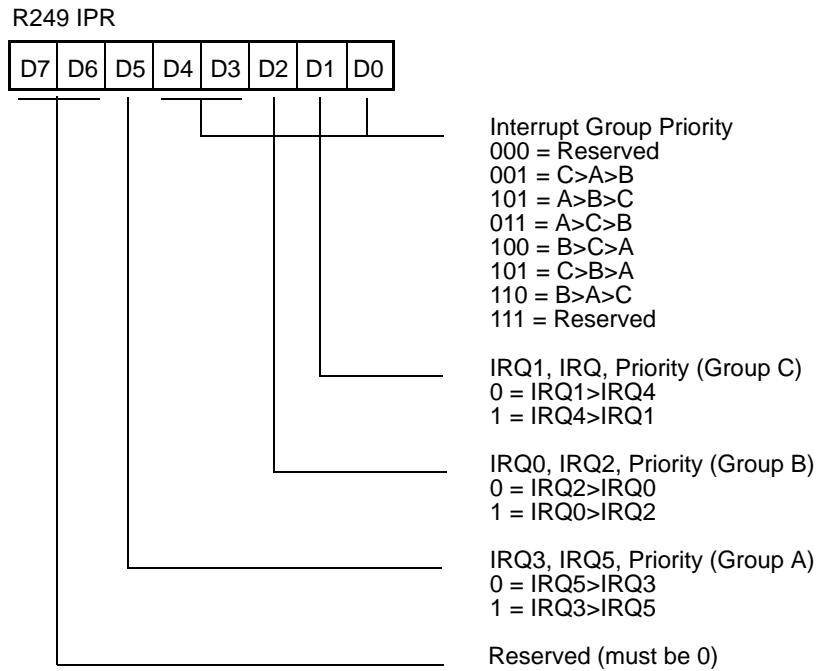 R249 IPR
D7 D6 D5 D4 D3 D2 D1 D0
Interrupt Group Priority
000 = Reserved
001 = C>A>B
101 = A>B>C
011 = A>C>B
100 = B>C>A
101 = C>B>A
110 = B>A>C
111 = Reserved
IRQ1, IRQ, Priority (Group C)
0 = IRQ1>IRQ4
1 = IRQ4>IRQ1
IRQ0, IRQ2, Priority (Group B)
0 = IRQ2>IRQ0
1 = IRQ0>IRQ2
IRQ3, IRQ5, Priority (Group A)
0 = IRQ5>IRQ3
1 = IRQ3>IRQ5
Reserved (must be 0)